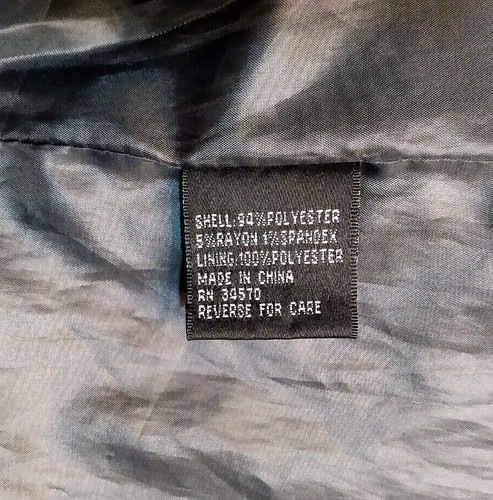 SHELL:94%POLYESTER
5%RAYON 1%SPANDEX
LINING:100%POLYESTER
MADE IN CHINA
RN 34570
REVERSE FOR CARE